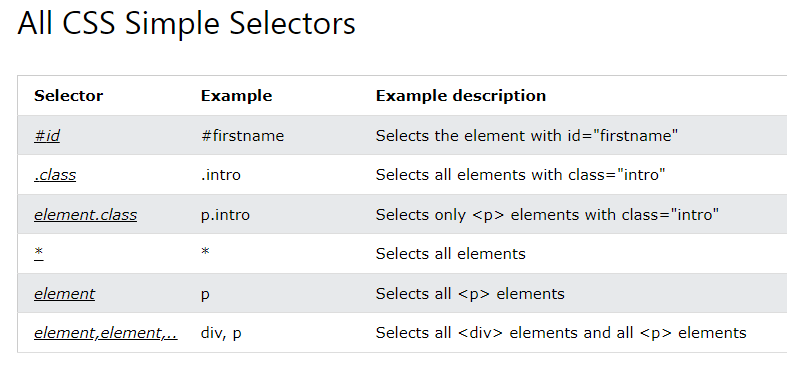 All CSS Simple Selectors
Selector Example Example description
#id #firstname Selects the element with id="firstname"
.class .intro Selects all elements with class="intro"
element.class p.intro Selects only <p> elements with class="intro"
* * Selects all elements
element p Selects all <p> elements
element,element,.. div, p Selects all <div> elements and all <p> elements